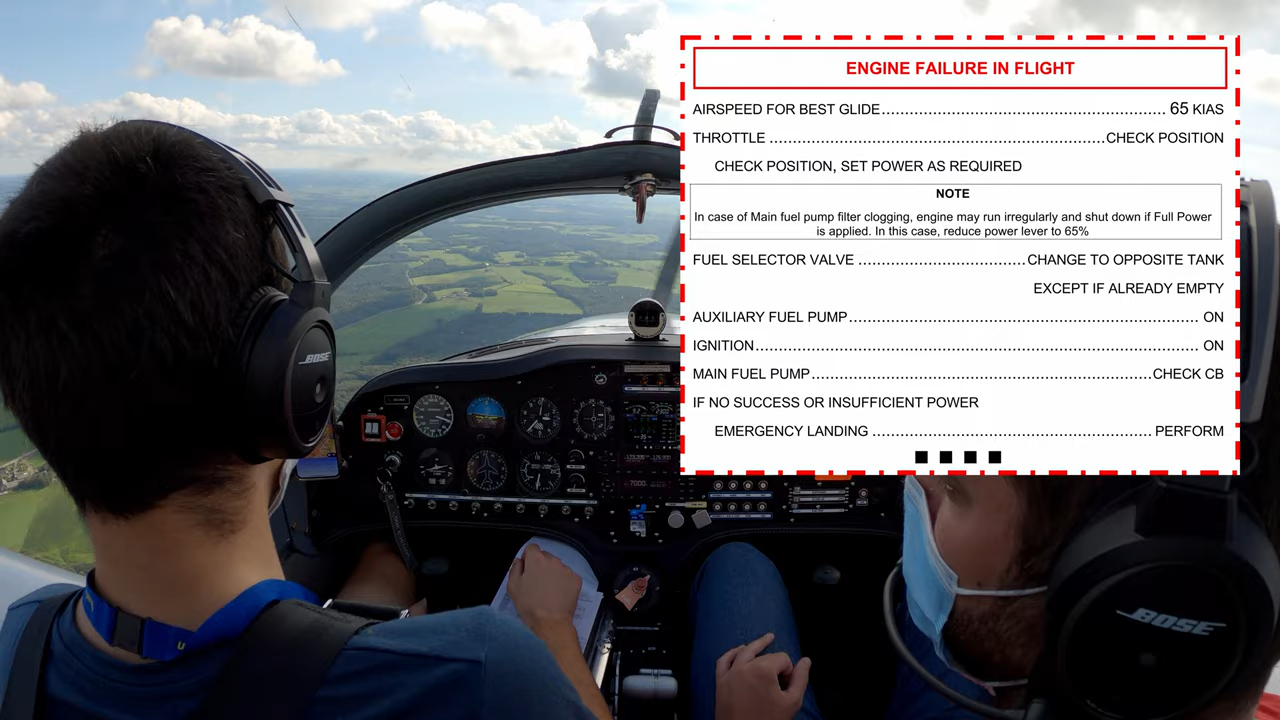 ENGINE FAILURE IN FLIGHT
AIRSPEED FOR BEST GLIDE........................................................................ 65 KIAS
THROTTLE ....................................................................................CHECK POSITION
CHECK POSITION, SET POWER AS REQUIRED
NOTE
In case of Main fuel pump filter clogging, engine may run irregularly and shut down if Full Power
is applied. In this case, reduce power lever to 65%
FUEL SELECTOR VALVE ..........................................CHANGE TO OPPOSITE TANK
EXCEPT IF ALREADY EMPTY
AUXILIARY FUEL PUMP..................................................................................... ON
IGNITION............................................................................................................. ON
MAIN FUEL PUMP.....................................................................................CHECK CB
IF NO SUCCESS OR INSUFFICIENT POWER
EMERGENCY LANDING ...................................................................... PERFORM
BOSE
BOSE